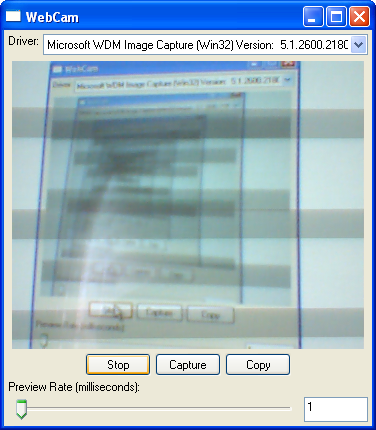 WebCam
Driver: Microsoft WDM Image Capture (Win32) Version: 5.1.2600.2180
WebCam
Driver: Microsoft WDM Image Capture (Win32) Version: 5.1.2600.2180
Stop Capture Copy
Preview Rate (milliseconds):
Stop Capture Copy
Preview Rate (milliseconds):
1